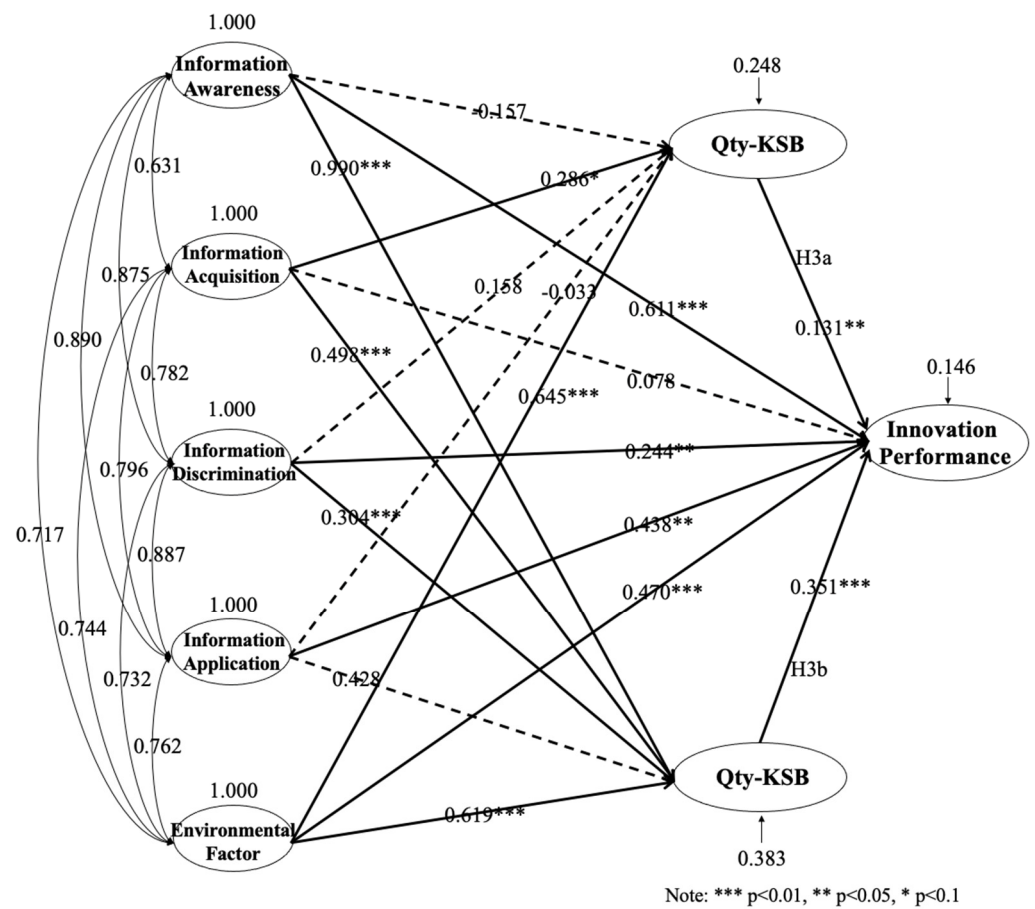 1.000
Information
Awareness
0.248
Qty-KSB
-0.157
0.631
0.990***
0.286*
1.000
Information
Acquisition
H3a
0.875
0.158
-0.033
0.611***
0.131**
0.890
0.498***
0.782
0.078
0.146
0.645***
1.000
Innovation
Performance
Information
Discrimination
0.244**
0.796
0.304***
0.438**
0.717
0.887
0.470***
0.351***
1.000
0.744
Information
Application
0.732
0.428
H3b
0.762
Qty-KSB
1.000
0.619***
Environmental
Factor
0.383
Note: *** p<0.01, ** p<0.05, * p<0.1